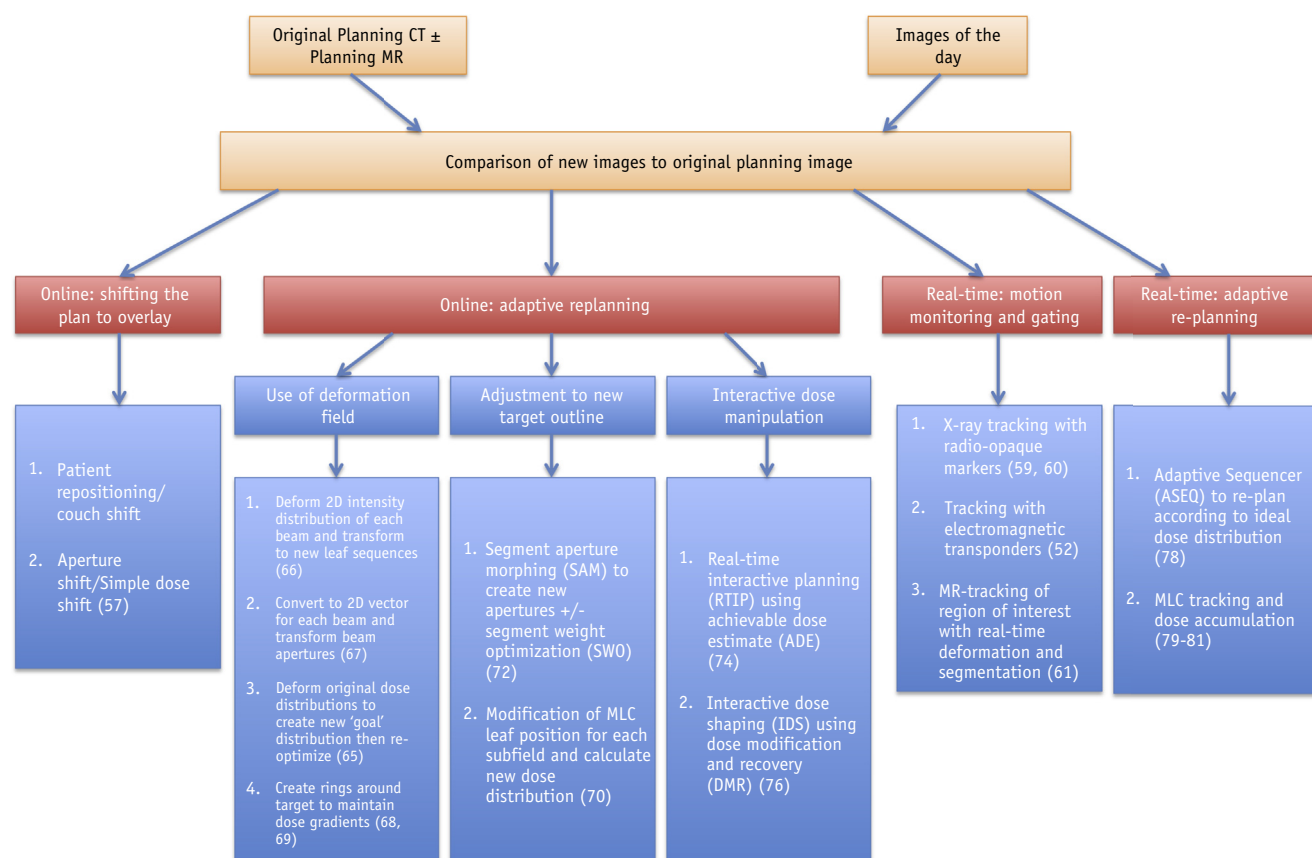 Original Planning CT ±
Planning MR
Images of the
day
Comparison of new images to original planning image
Online: shifting the
plan to overlay
Online: adaptive replanning
Real-time: motion
monitoring and gating
Real-time: adaptive
re-planning
Use of deformation
field
Adjustment to new
target outline
Interactive dose
manipulation
1. Patient
repositioning/
couch shift
2. Aperture
shift/Simple dose
shift (57)
1. Deform 2D intensity
distribution of each
beam and transform
to new leaf sequences
(66)
2. Convert to 2D vector
for each beam and
transform beam
apertures (67)
3. Deform original dose
distributions to
create new ‘goal’
distribution then re-
optimize (65)
4. Create rings around
target to maintain
dose gradients (68,
69)
1. Segment aperture
morphing (SAM) to
create new
apertures +/-
segment weight
optimization (SWO)
(72)
2. Modification of MLC
leaf position for each
subfield and calculate
new dose
distribution (70)
1. Real-time
interactive planning
(RTIP) using
achievable dose
estimate (ADE)
(74)
2. Interactive dose
shaping (IDS) using
dose modification
and recovery
(DMR) (76)
1. X-ray tracking with
radio-opaque
markers (59, 60)
2. Tracking with
electromagnetic
transponders (52)
3. MR-tracking of
region of interest
with real-time
deformation and
segmentation (61)
1. Adaptive Sequencer
(ASEQ) to re-plan
according to ideal
dose distribution
(78)
2. MLC tracking and
dose accumulation
(79-81)